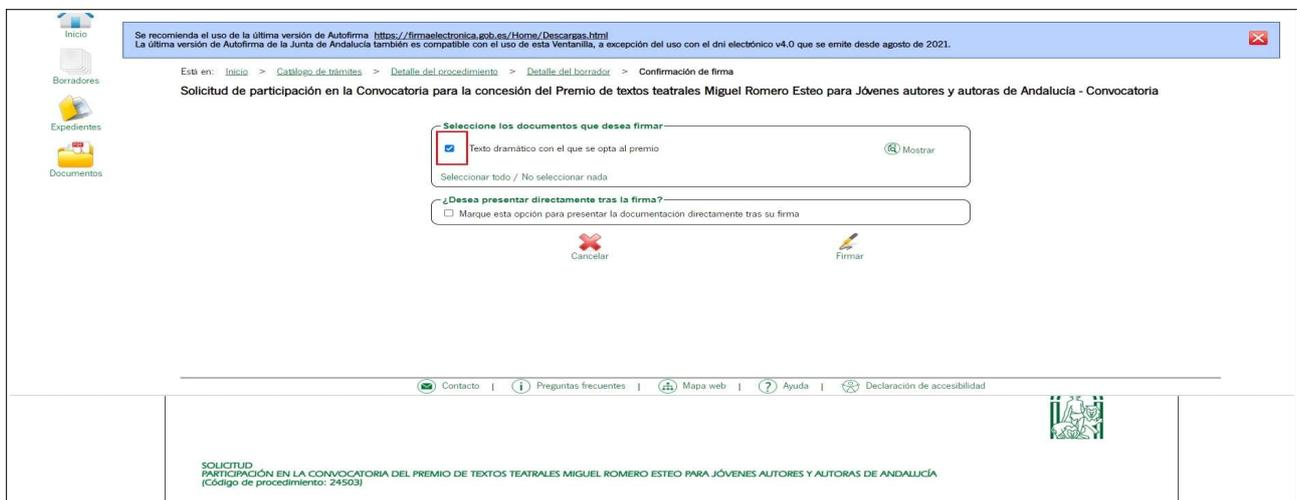 Inicio
Borradores
Expedientes
Documentos
Se recomienda el uso de la última versión de Autofirma https://firmaelectronica.gob.es/Home/Descargas.html
La última versión de Autofirma de la Junta de Andalucía también es compatible con el uso de esta Ventanilla, a excepción del uso con el dni electrónico v4.0 que se emite desde agosto de 2021.
Está en: Inicio > Catálogo de trámites > Detalle del procedimiento > Detalle del borrador > Confirmación de firma
Solicitud de participación en la Convocatoria para la concesión del Premio de textos teatrales Miguel Romero Esteo para Jóvenes autores y autoras de Andalucía - Convocatoria
Seleccione los documentos que desea firmar
Texto dramático con el que se opta al premio
Mostrar
Seleccionar todo / No seleccionar nada
¿Desea presentar directamente tras la firma?
Marque esta opción para presentar la documentación directamente tras su firma
Cancelar
Firmar
Contacto | Preguntas frecuentes | Mapa web | ? Ayuda | Declaración de accesibilidad
SOLICITUD
PARTICIPACIÓN EN LA CONVOCATORIA DEL PREMIO DE TEXTOS TEATRALES MIGUEL ROMERO ESTEO PARA JÓVENES AUTORES Y AUTORAS DE ANDALUCÍA
(Código de procedimiento: 24503)